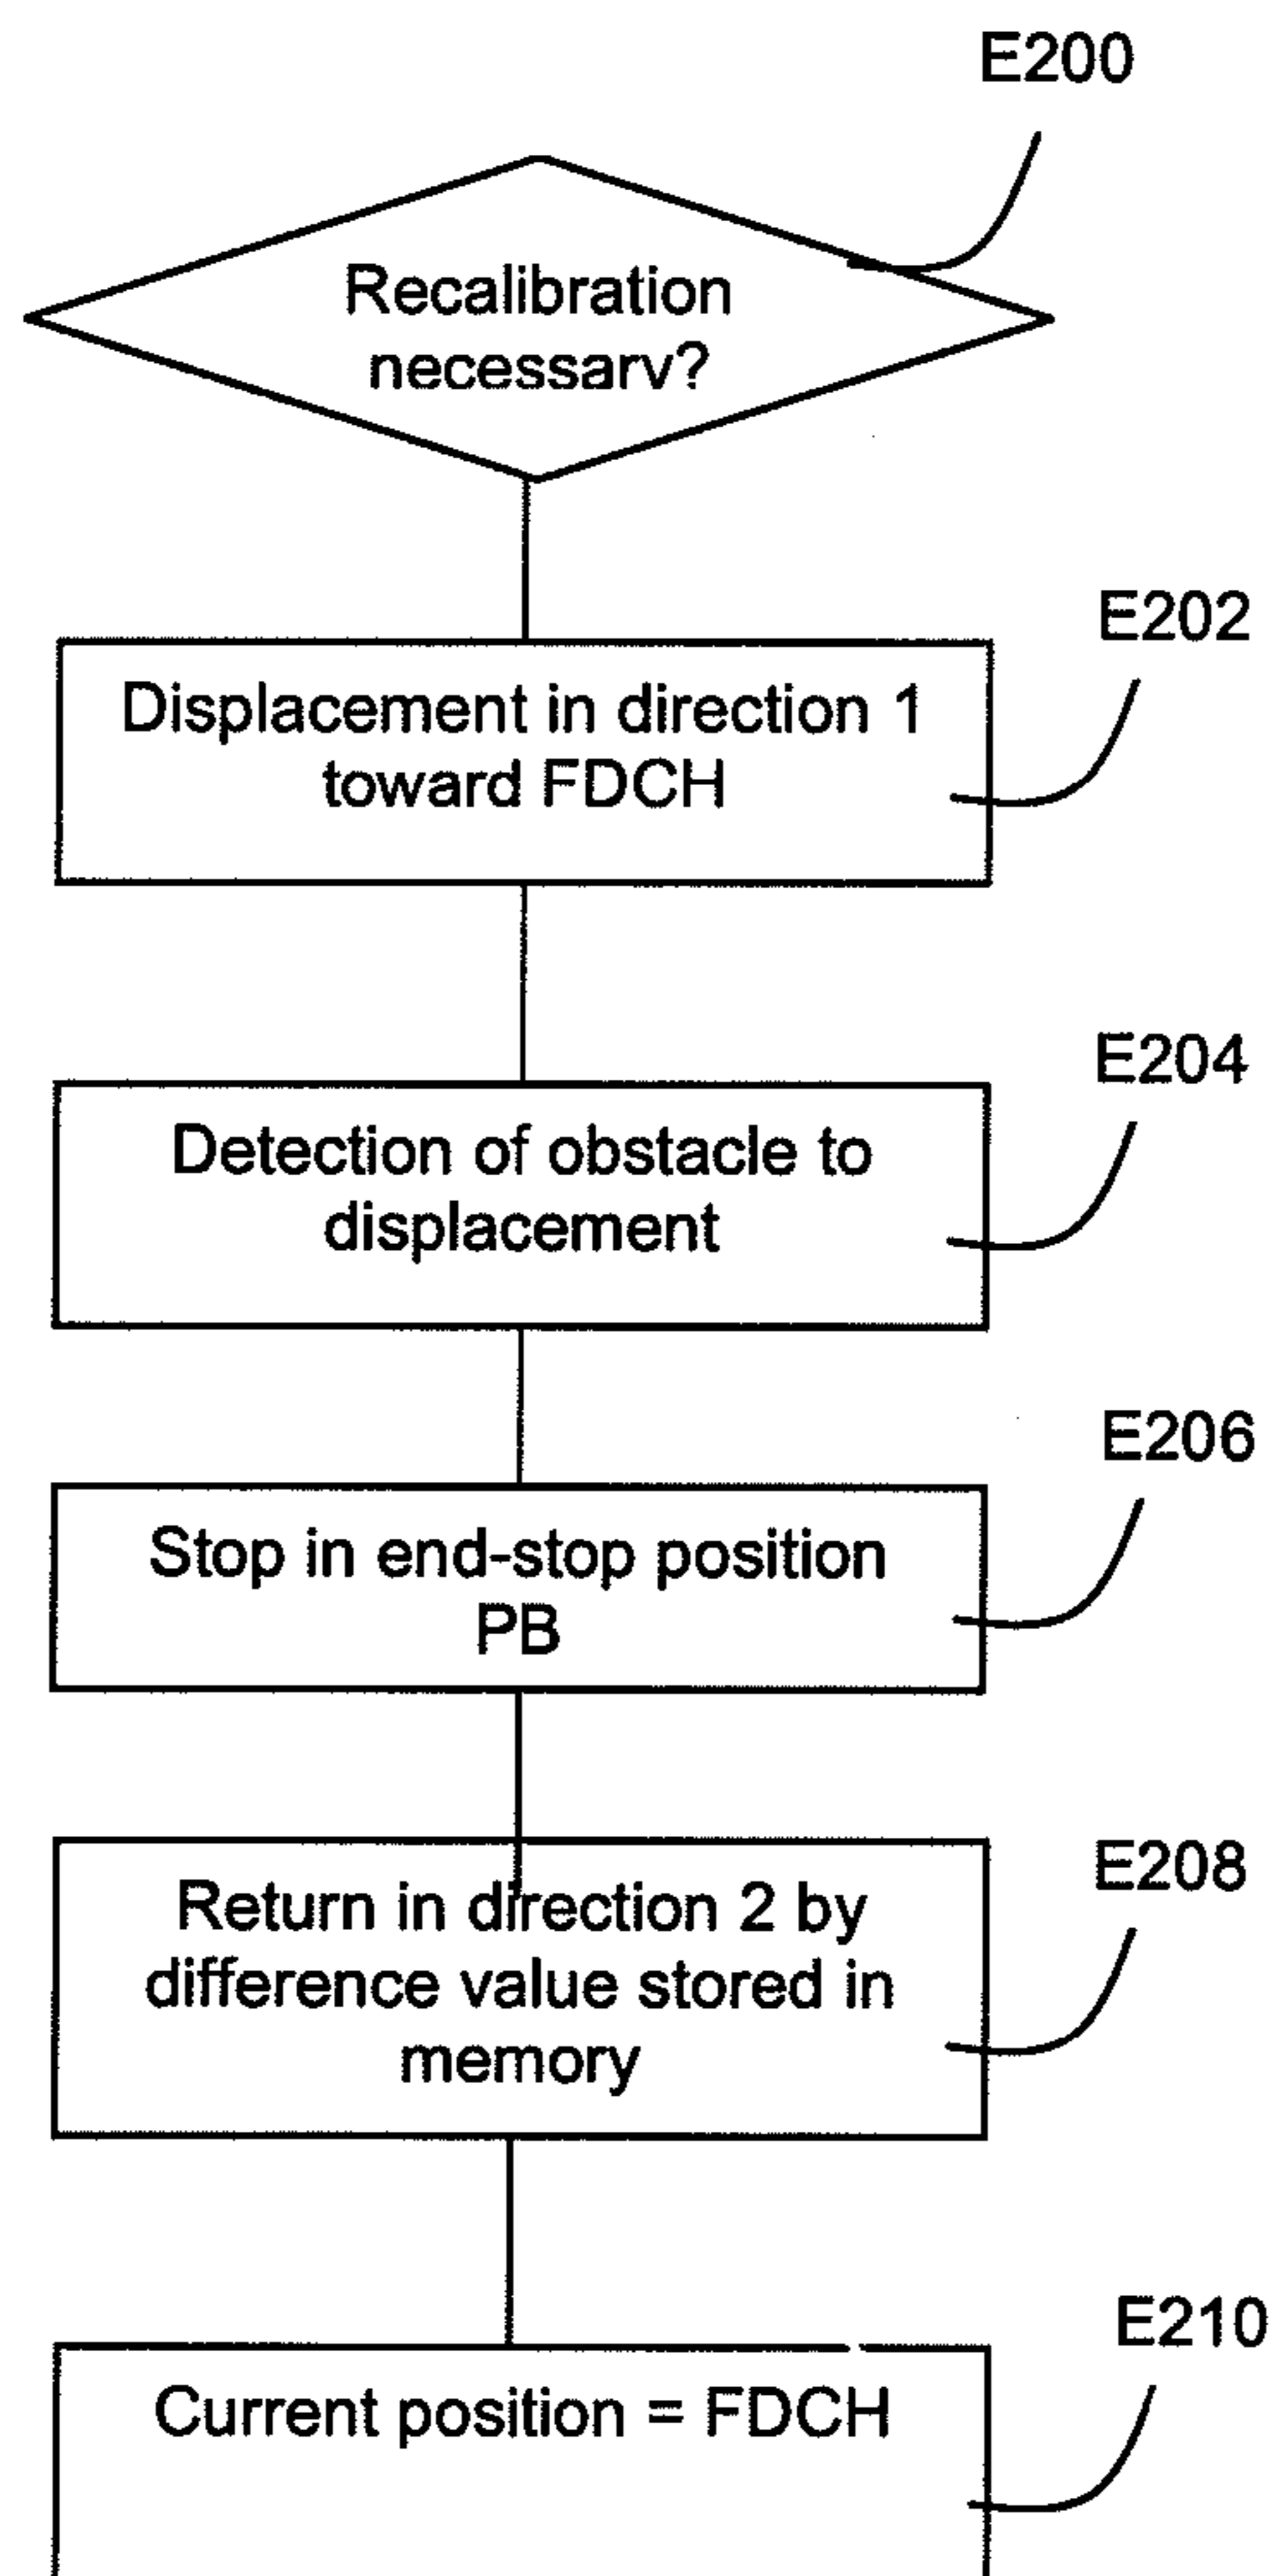 E200
Recalibration
necessarv?
E202
Displacement in direction 1
toward FDCH
E204
Detection of obstacle to
displacement
E206
Stop in end-stop position
PB
E208
Return in direction 2 by
difference value stored in
memory
E210
Current position = FDCH